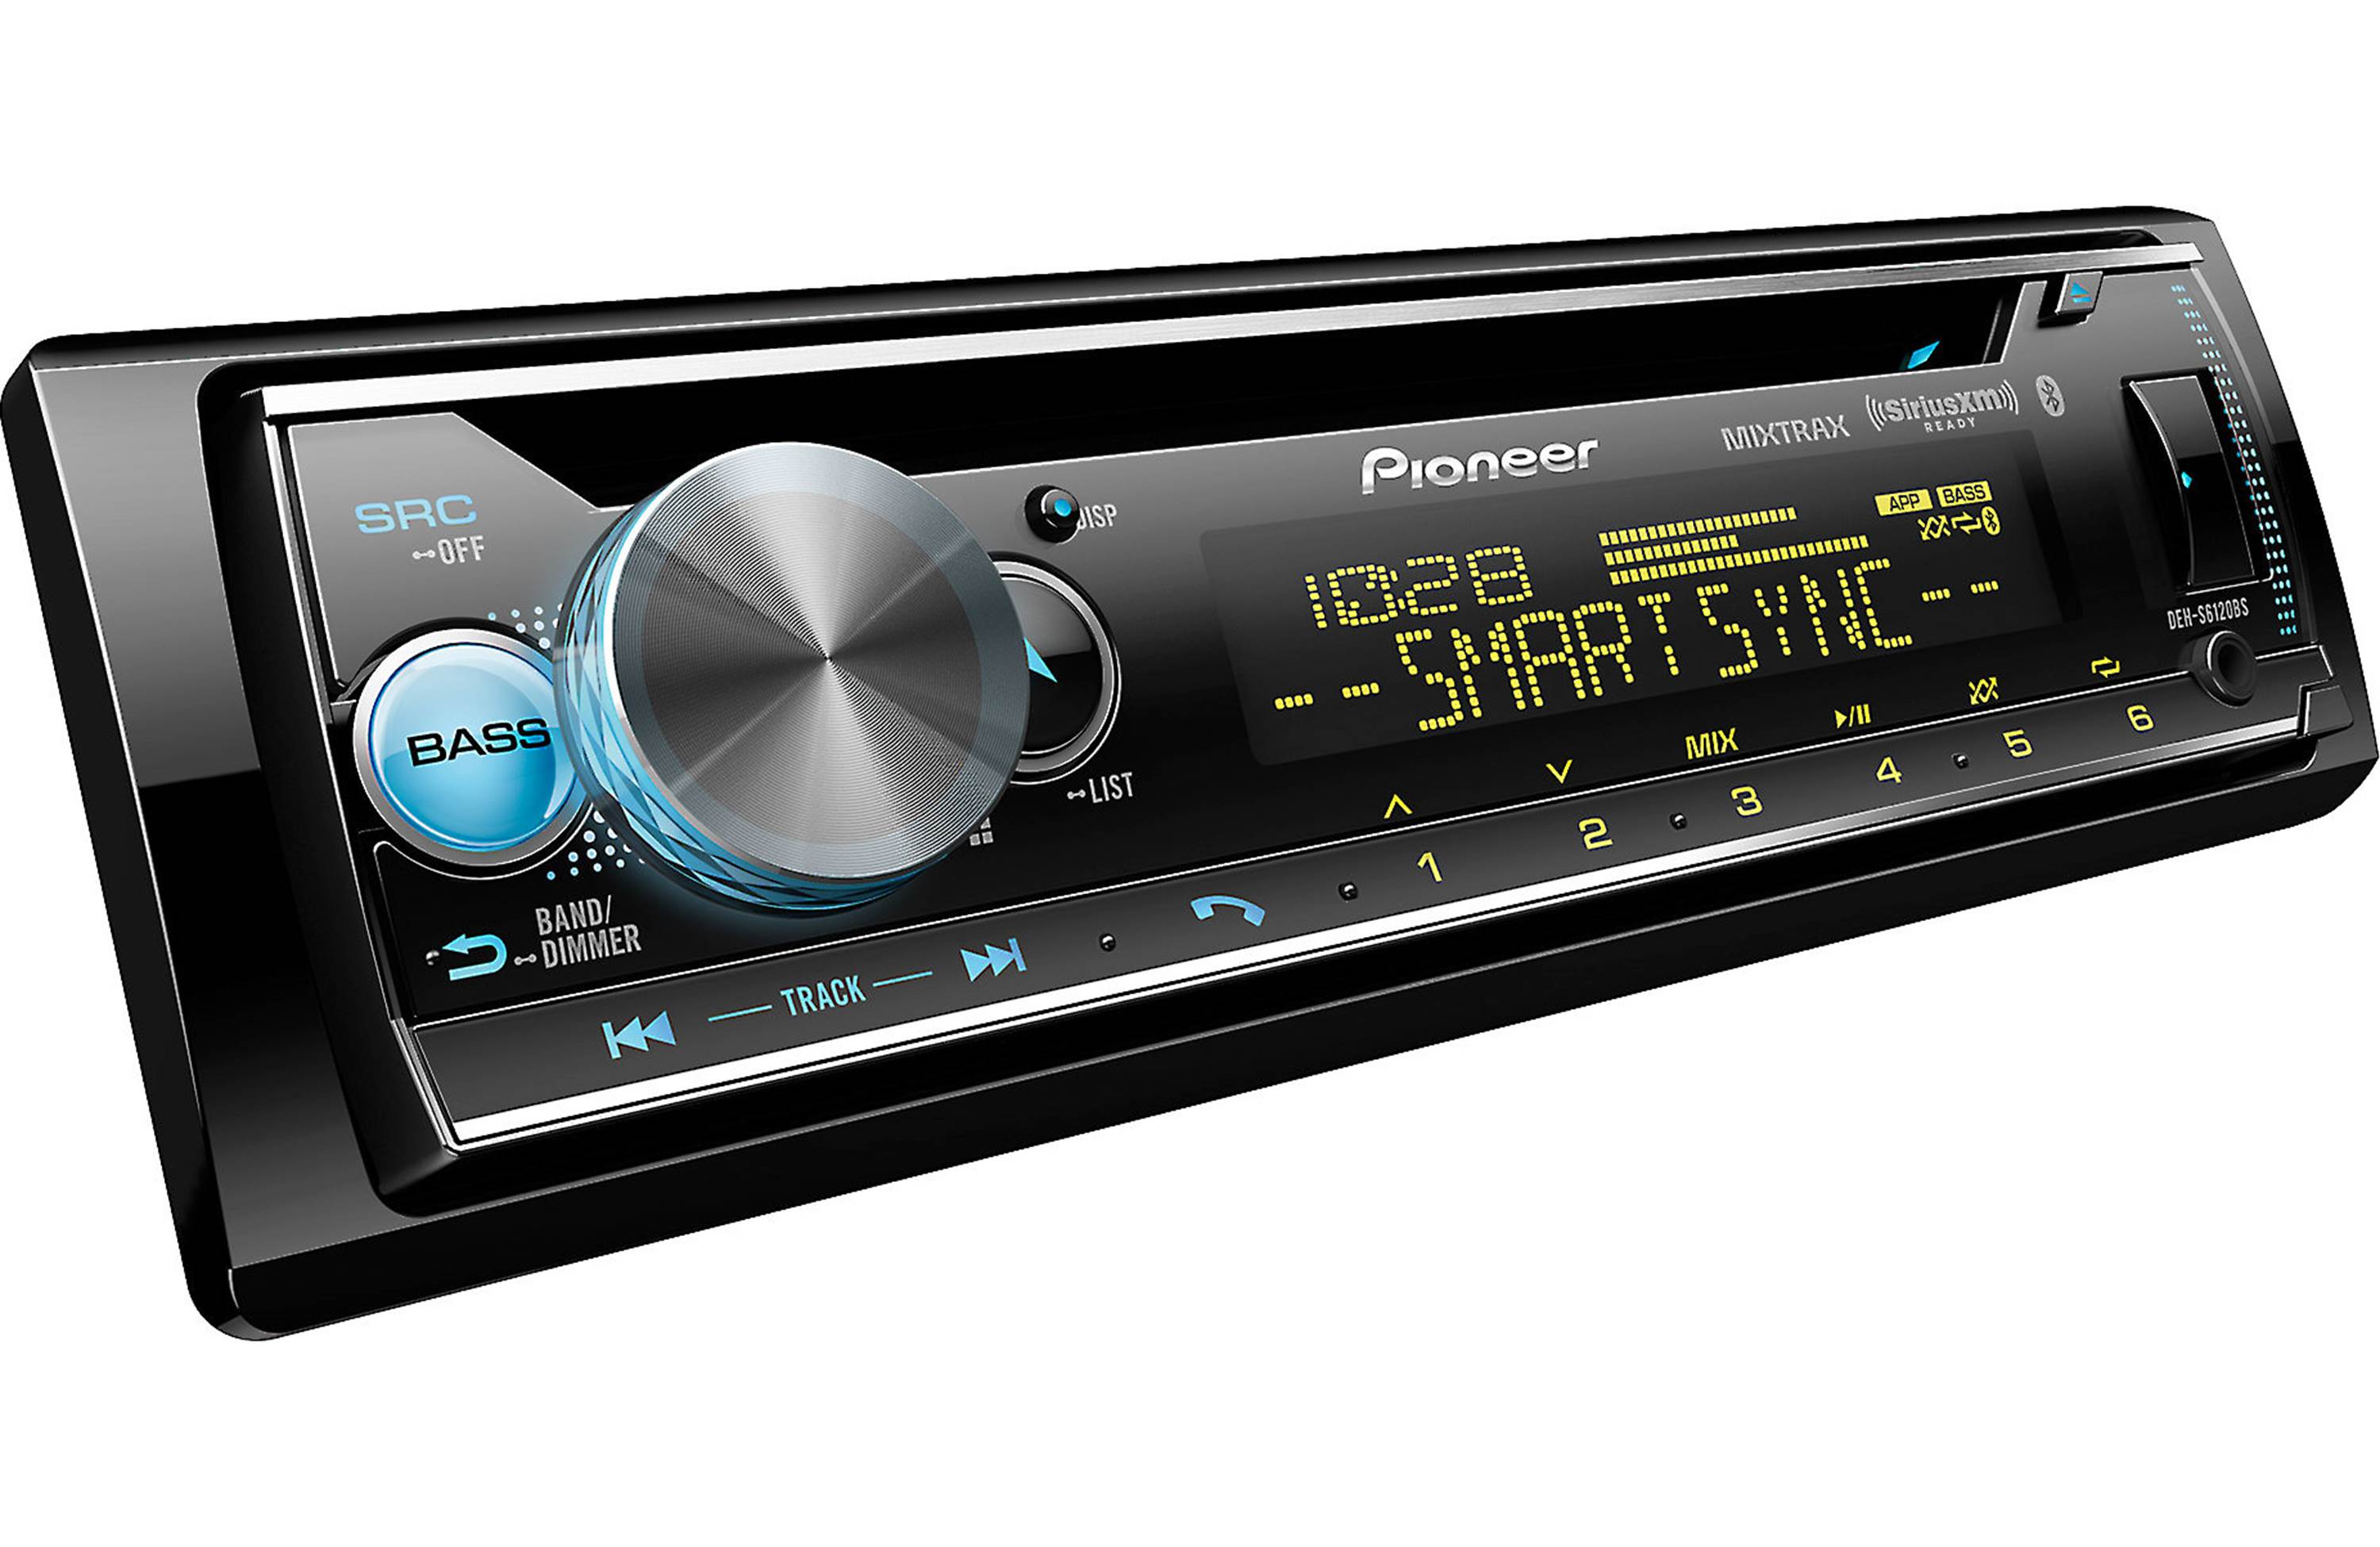 SRC
OFF
BASS
BAND/
DIMMER
TRACK
DISP
LIST
Pioneer
MIXTRAX
SiriusXM
READY
APP BASS
1028
-- SMART SYNC --
DEH-S6120BS
MIX
1 2 3 4 5 6